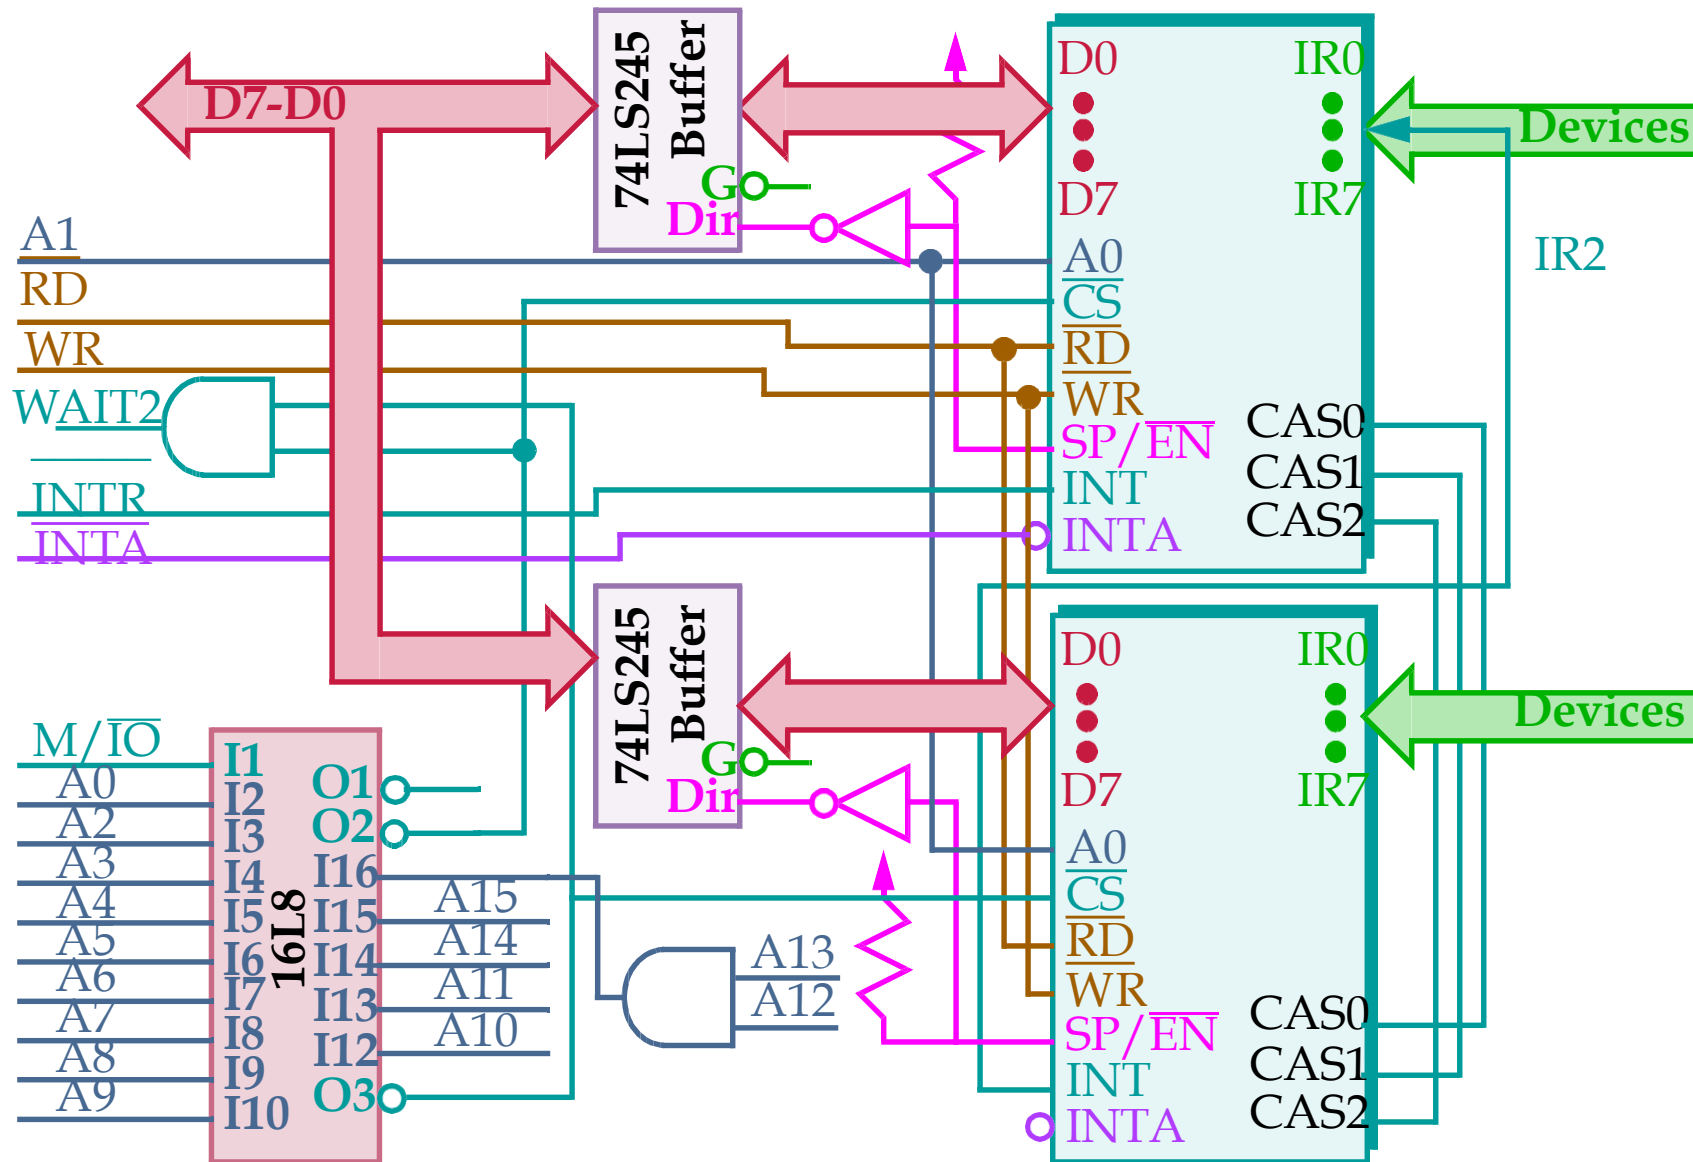 D7-D0
74LS245
Buffer
G
Dir
D0
D7
A0
CS
RD
WR
SP/EN
INT
INTA
IR0
IR7
CAS0
CAS1
CAS2
Devices
IR2
A1
RD
WR
WAIT2
INTR
INTA
74LS245
Buffer
G
Dir
D0
D7
A0
CS
RD
WR
SP/EN
INT
INTA
IR0
IR7
CAS0
CAS1
CAS2
Devices
M/IO
A0
A2
A3
A4
A5
A6
A7
A8
A9
I1
I2
I3
I4
I5
I6
I7
I8
I9
I10
16L8
O1
O2
I16
I15
I14
I13
I12
O3
A15
A14
A11
A10
A13
A12